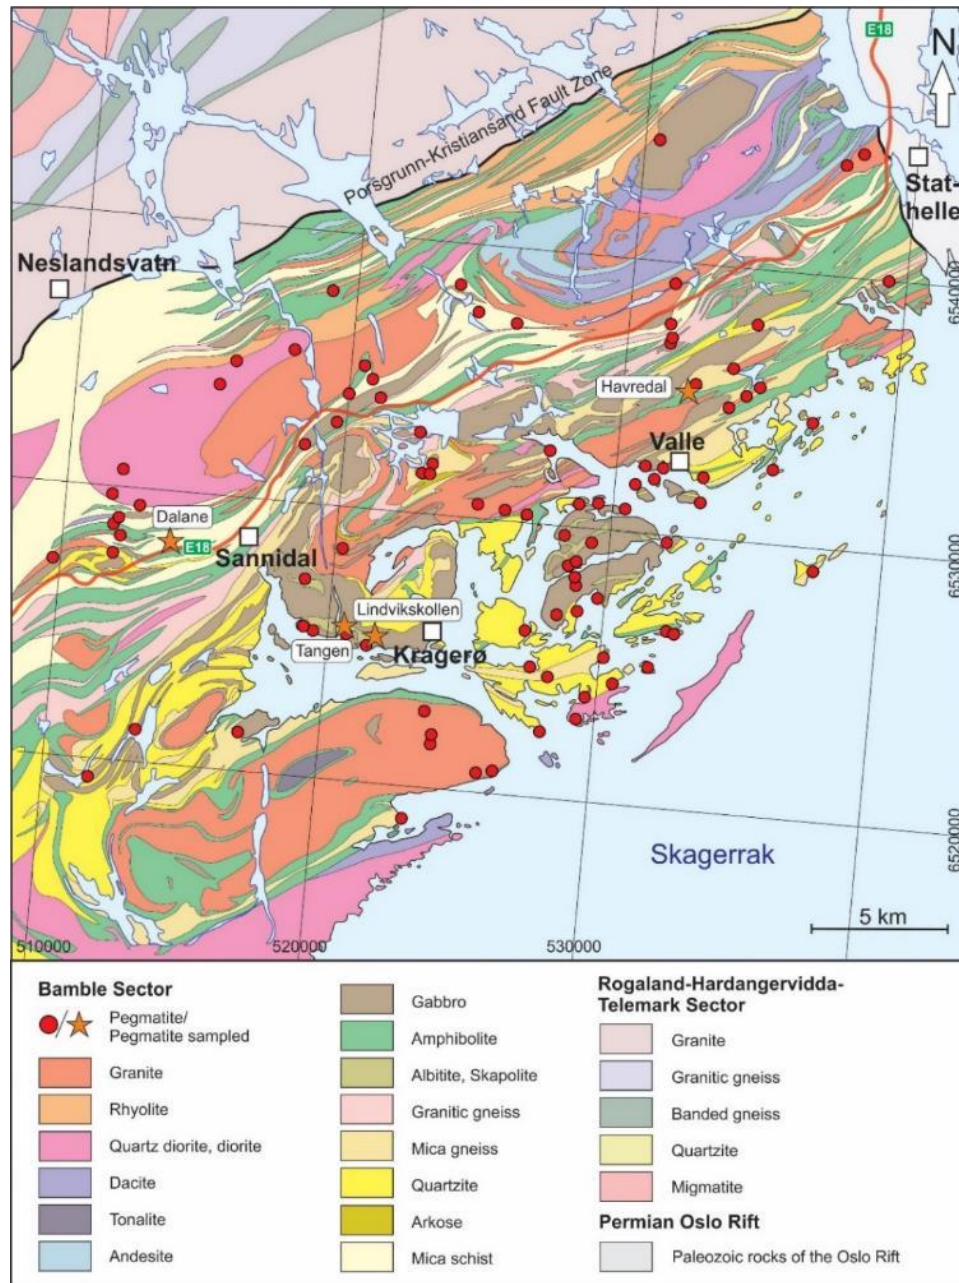 E18
N
Porsgrunn-Kristiansand Fault Zone
Stat-
helle
Neslandsvatn
6540000
Havredal
Valle
Dalane
E18
Sannidal
6530000
Lindvikskollen
Tangen
Kragerø
Skagerrak
6520000
5 km
510000
520000
530000
Bamble Sector
Pegmatite/
Pegmatite sampled
Granite
Rhyolite
Quartz diorite, diorite
Dacite
Tonalite
Andesite
Gabbro
Amphibolite
Albitite, Skapolite
Granitic gneiss
Mica gneiss
Quartzite
Arkose
Mica schist
Rogaland-Hardangervidda-
Telemark Sector
Granite
Granitic gneiss
Banded gneiss
Quartzite
Migmatite
Permian Oslo Rift
Paleozoic rocks of the Oslo Rift